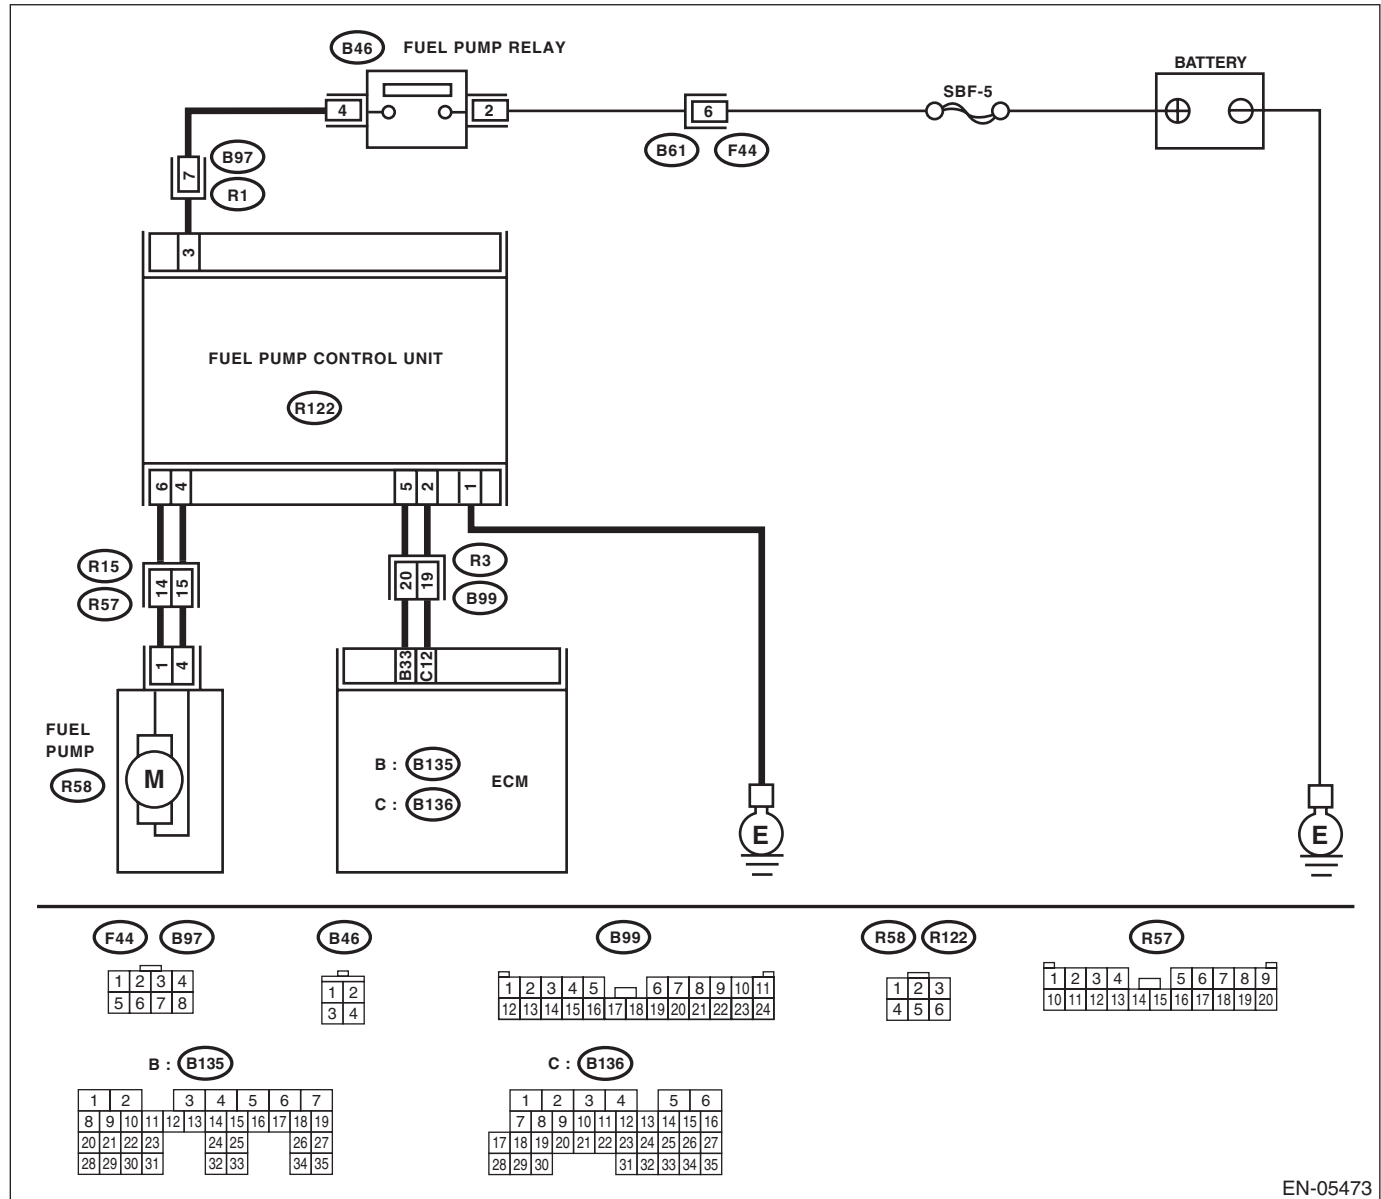 B46 FUEL PUMP RELAY
BATTERY
SBF-5
4 2 6
B61 F44
7 B97
R1
3
FUEL PUMP CONTROL UNIT
R122
6 4 5 2 1
R15 R3
14 15 20 19
R57 B99
1 4 B33 C12
FUEL
PUMP
R58
M
B : B135
ECM
C : B136
E E
F44 B97 B46 B99 R58 R122 R57
1 2 3 4
5 6 7 8
1 2
3 4
1 2 3 4 5 6 7 8 9 10 11
12 13 14 15 16 17 18 19 20 21 22 23 24
1 2 3
4 5 6
1 2 3 4 5 6 7 8 9
10 11 12 13 14 15 16 17 18 19 20
B : B135
1 2 3 4 5 6 7
8 9 10 11 12 13 14 15 16 17 18 19
20 21 22 23 24 25 26 27
28 29 30 31 32 33 34 35
C : B136
1 2 3 4 5 6
7 8 9 10 11 12 13 14 15 16
17 18 19 20 21 22 23 24 25 26 27
28 29 30 31 32 33 34 35
EN-05473